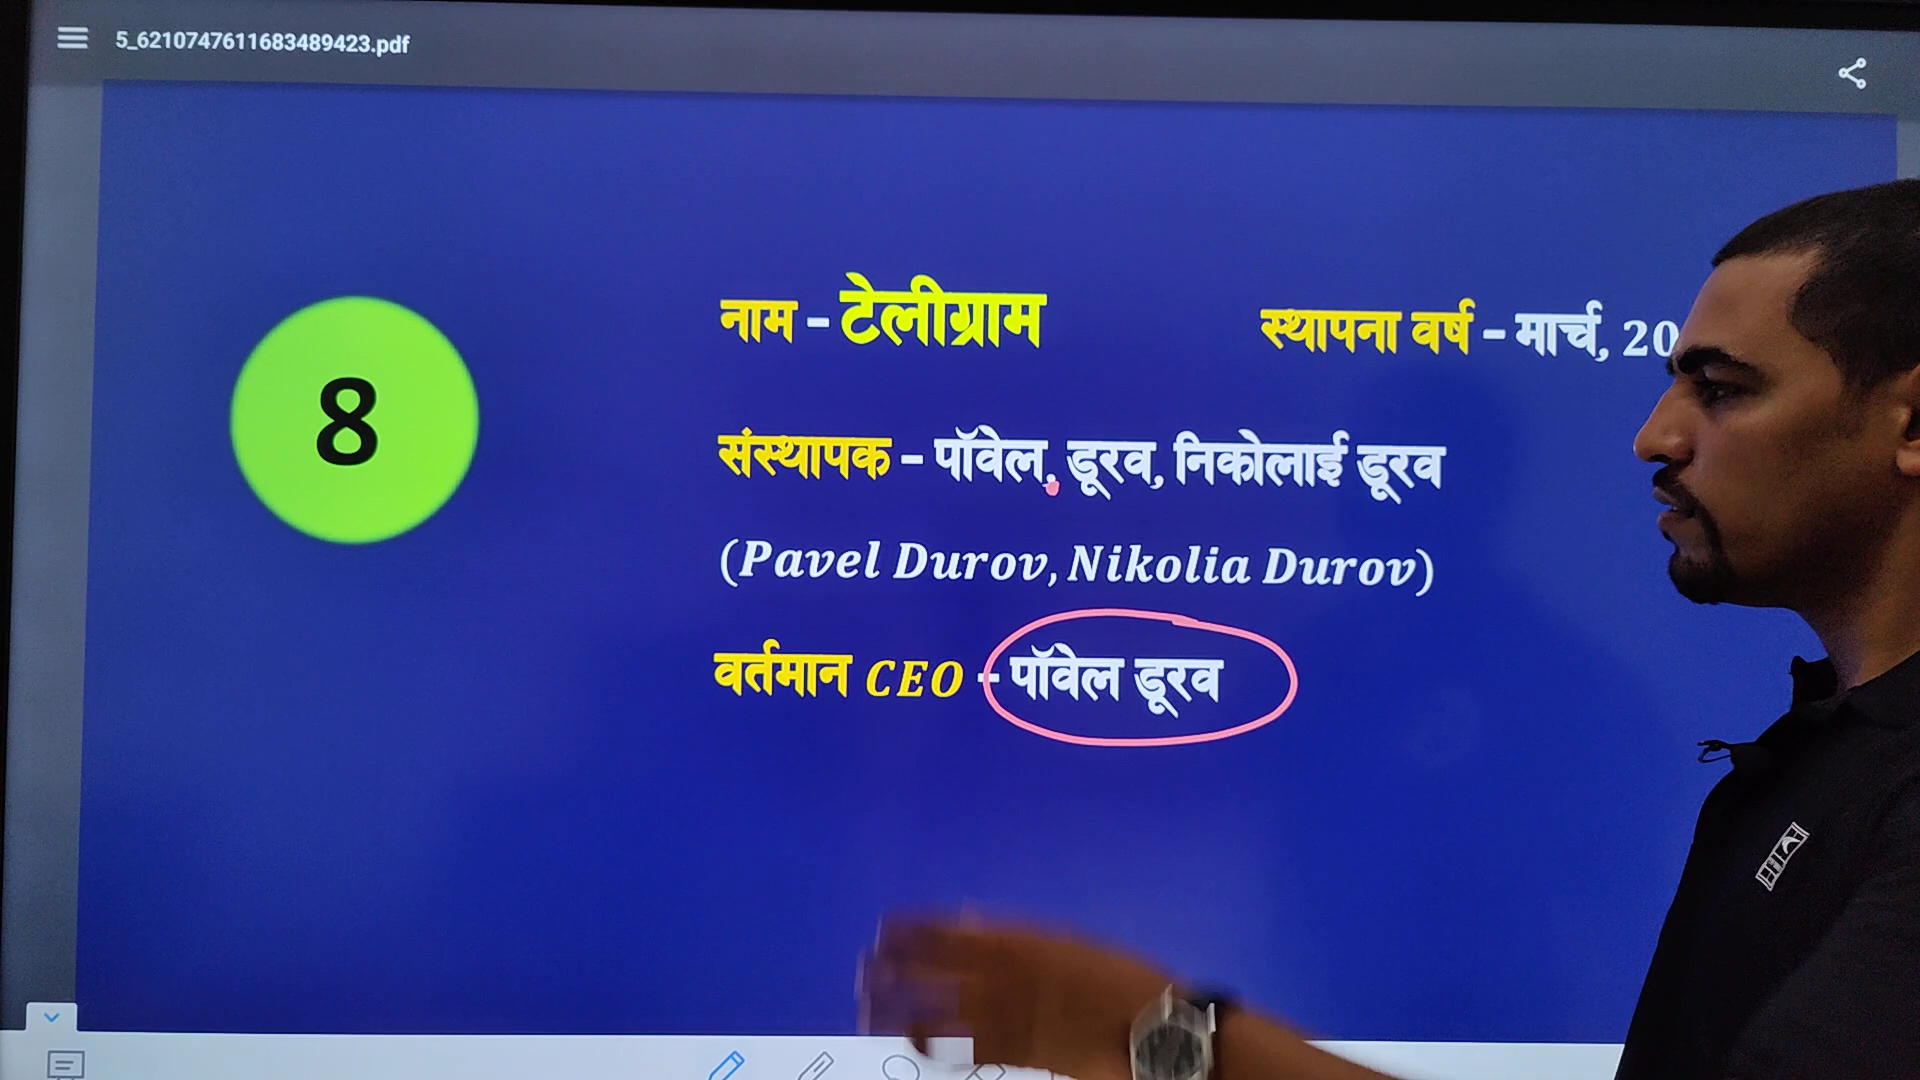 5_6210747611683489423.pdf
8
नाम – टेलीग्राम
स्थापना वर्ष – मार्च, 20
संस्थापक – पॉवेल, डूरव, निकोलाई डूरव
(Pavel Durov, Nikolia Durov)
वर्तमान CEO - पॉवेल डूरव